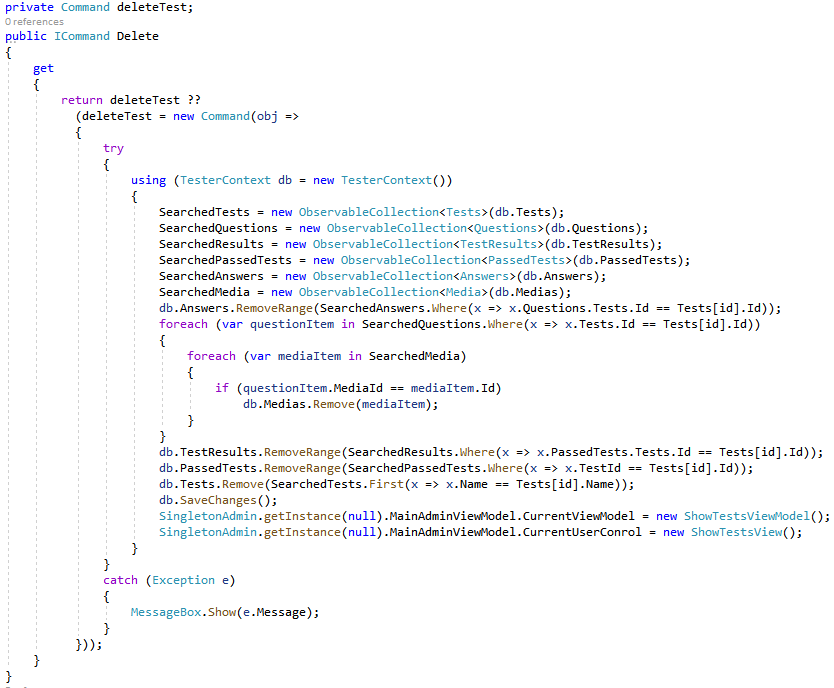 private Command deleteTest;
0 references
public ICommand Delete
{
    get
    {
        return deleteTest ??
          (deleteTest = new Command(obj =>
          {
              try
              {
                  using (TesterContext db = new TesterContext())
                  {
                      SearchedTests = new ObservableCollection<Tests>(db.Tests);
                      SearchedQuestions = new ObservableCollection<Questions>(db.Questions);
                      SearchedResults = new ObservableCollection<TestResults>(db.TestResults);
                      SearchedPassedTests = new ObservableCollection<PassedTests>(db.PassedTests);
                      SearchedAnswers = new ObservableCollection<Answers>(db.Answers);
                      SearchedMedia = new ObservableCollection<Media>(db.Medias);
                      db.Answers.RemoveRange(SearchedAnswers.Where(x => x.Questions.Tests.Id == Tests[id].Id));
                      foreach (var questionItem in SearchedQuestions.Where(x => x.Tests.Id == Tests[id].Id))
                      {
                          foreach (var mediaItem in SearchedMedia)
                          {
                              if (questionItem.MediaId == mediaItem.Id)
                                  db.Medias.Remove(mediaItem);
                          }
                      }
                      db.TestResults.RemoveRange(SearchedResults.Where(x => x.PassedTests.Tests.Id == Tests[id].Id));
                      db.PassedTests.RemoveRange(SearchedPassedTests.Where(x => x.TestId == Tests[id].Id));
                      db.Tests.Remove(SearchedTests.First(x => x.Name == Tests[id].Name));
                      db.SaveChanges();
                      SingletonAdmin.getInstance(null).MainAdminViewModel.CurrentViewModel = new ShowTestsViewModel();
                      SingletonAdmin.getInstance(null).MainAdminViewModel.CurrentUserConrol = new ShowTestsView();
                  }
              }
              catch (Exception e)
              {
                  MessageBox.Show(e.Message);
              }
          }));
    }
}